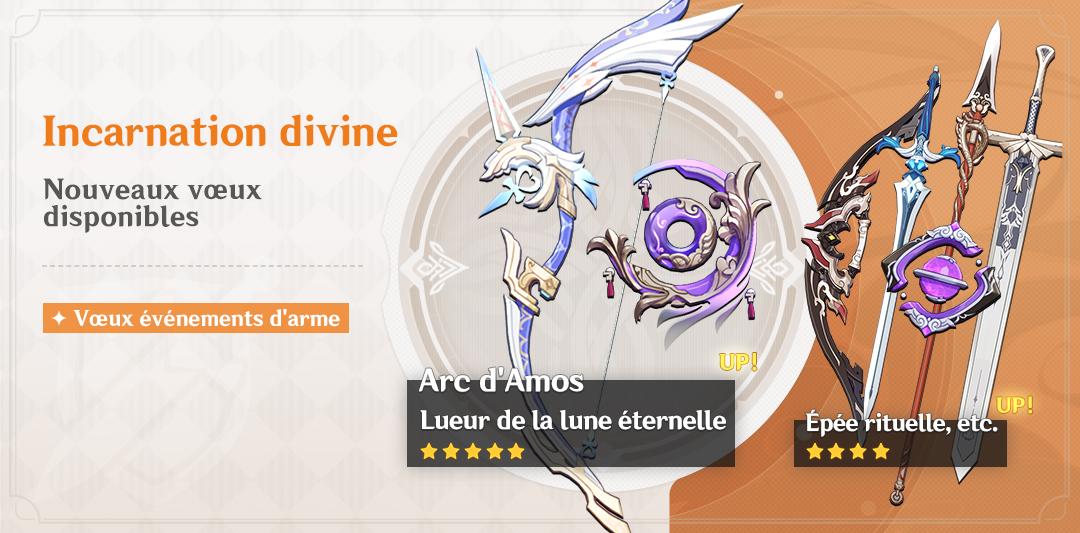 Incarnation divine
Nouveaux vœux
disponibles
✦ Vœux événements d'arme
UP!
Arc d'Amos
Lueur de la lune éternelle
UP!
Épée rituelle, etc.